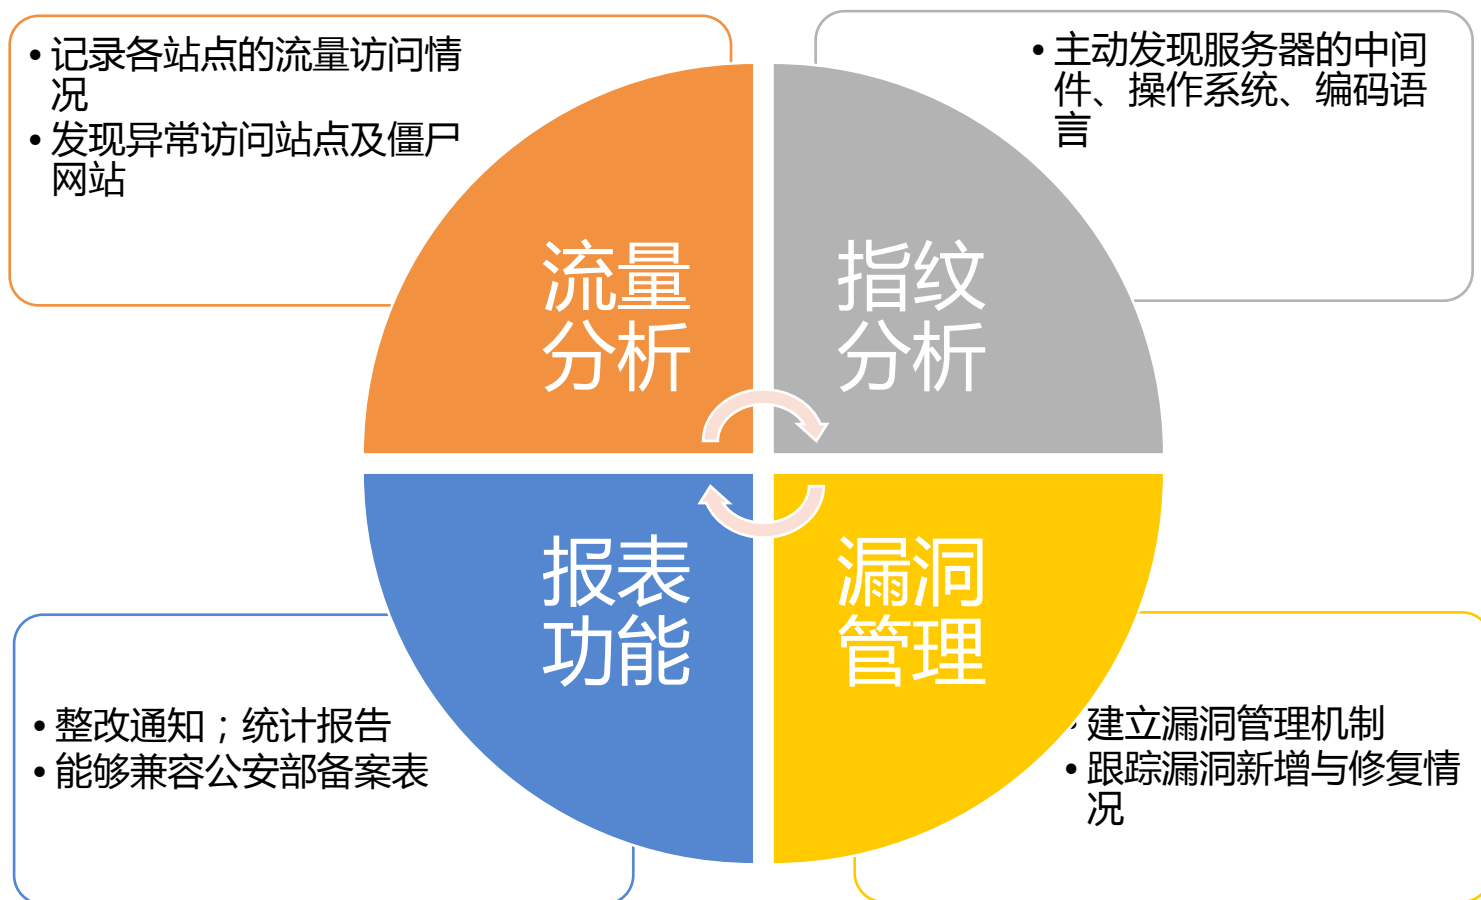 • 记录各站点的流量访问情
况
• 发现异常访问站点及僵尸
网站
• 主动发现服务器的中间
件、操作系统、编码语
言
流量
分析
指纹
分析
报表
功能
漏洞
管理
• 整改通知；统计报告
• 能够兼容公安部备案表
• 建立漏洞管理机制
• 跟踪漏洞新增与修复情
况